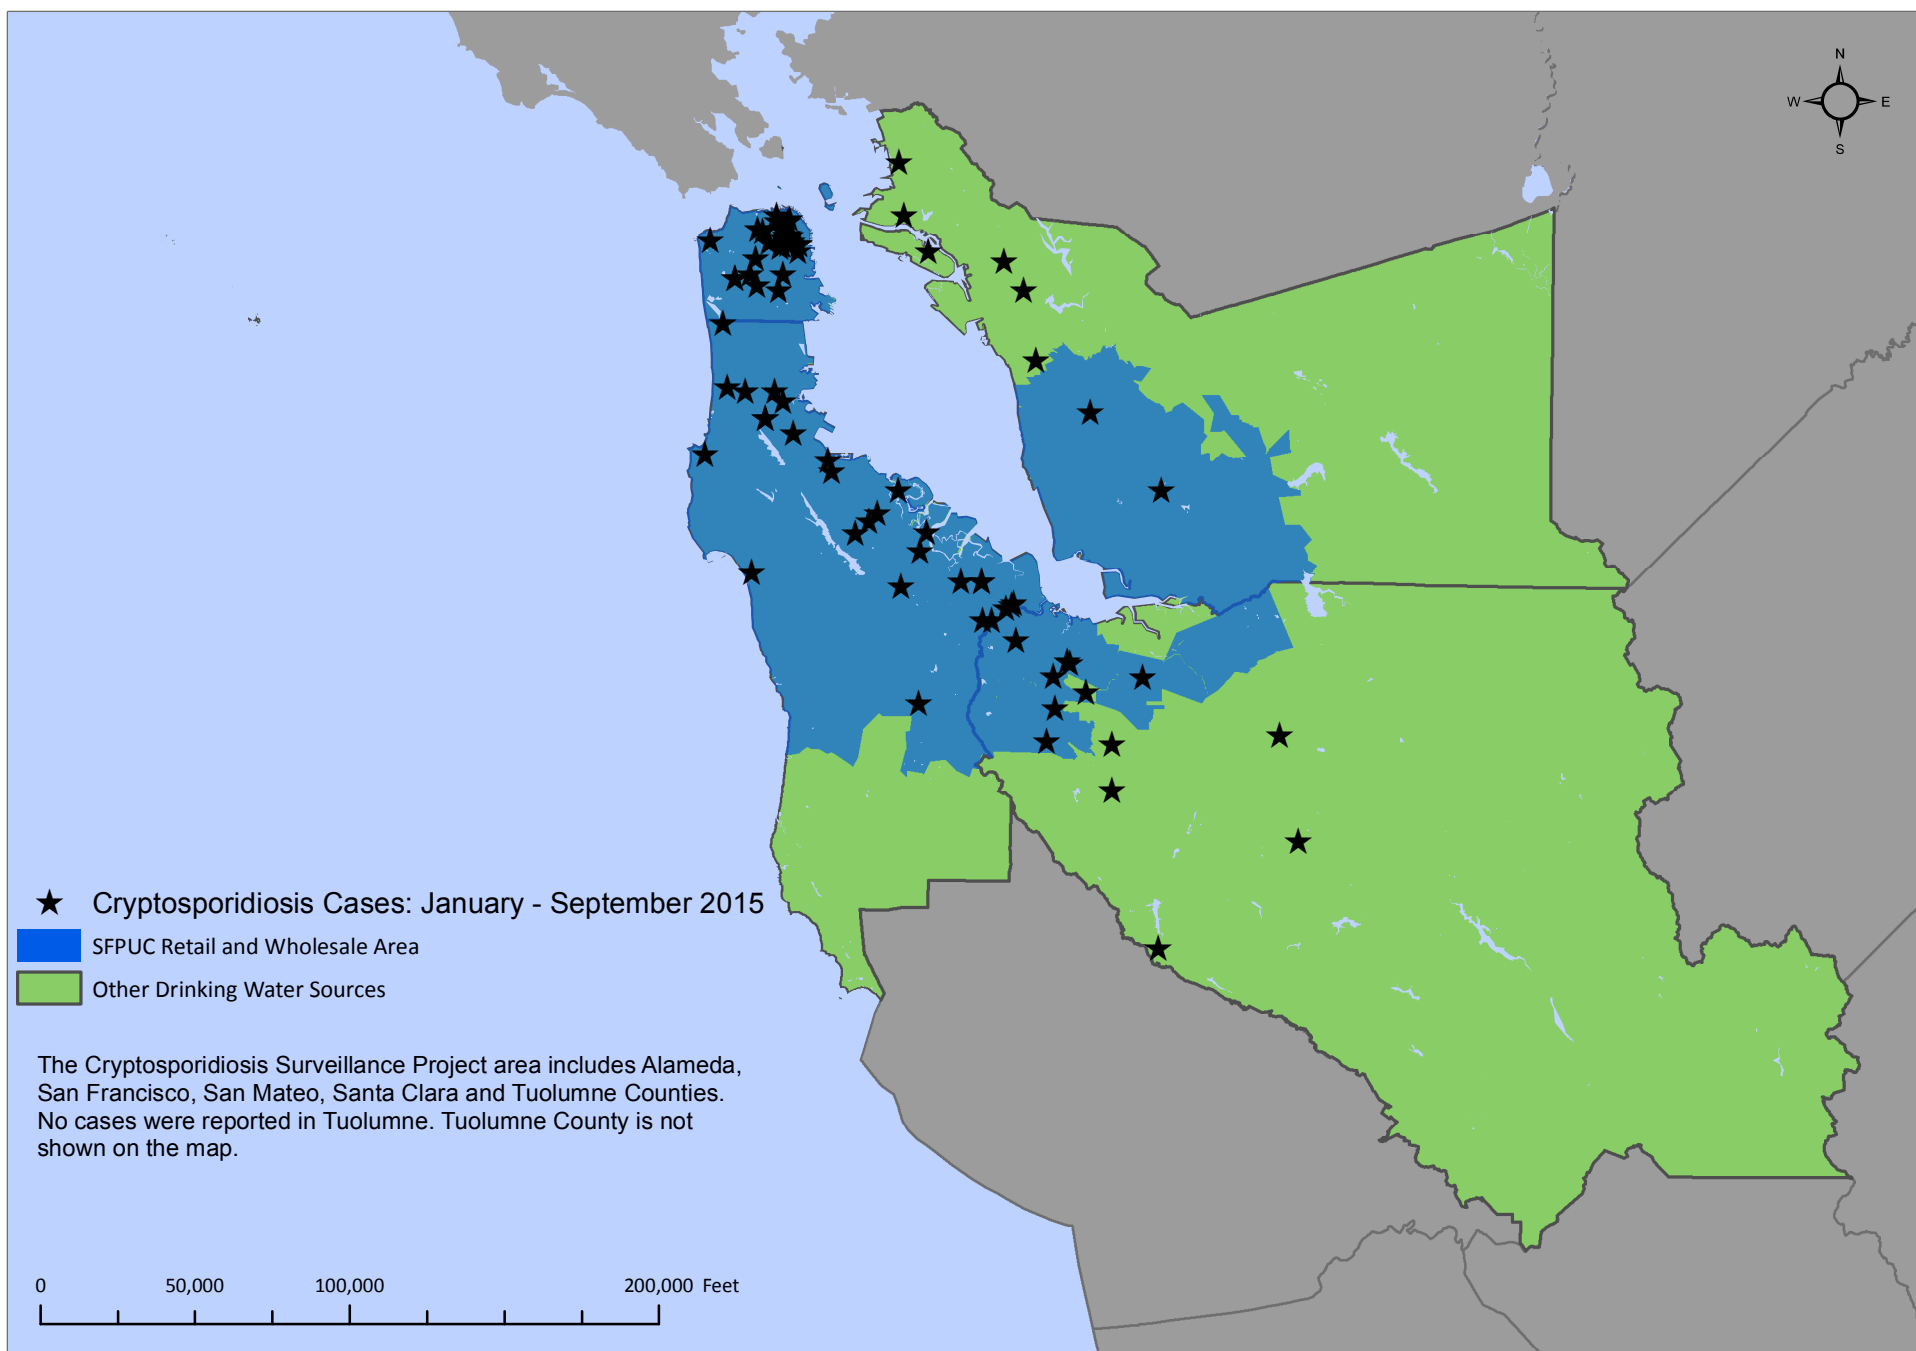 N
W E
S
Cryptosporidiosis Cases: January - September 2015
SFPUC Retail and Wholesale Area
Other Drinking Water Sources
The Cryptosporidiosis Surveillance Project area includes Alameda,
San Francisco, San Mateo, Santa Clara and Tuolumne Counties.
No cases were reported in Tuolumne. Tuolumne County is not
shown on the map.
0 50,000 100,000 200,000 Feet